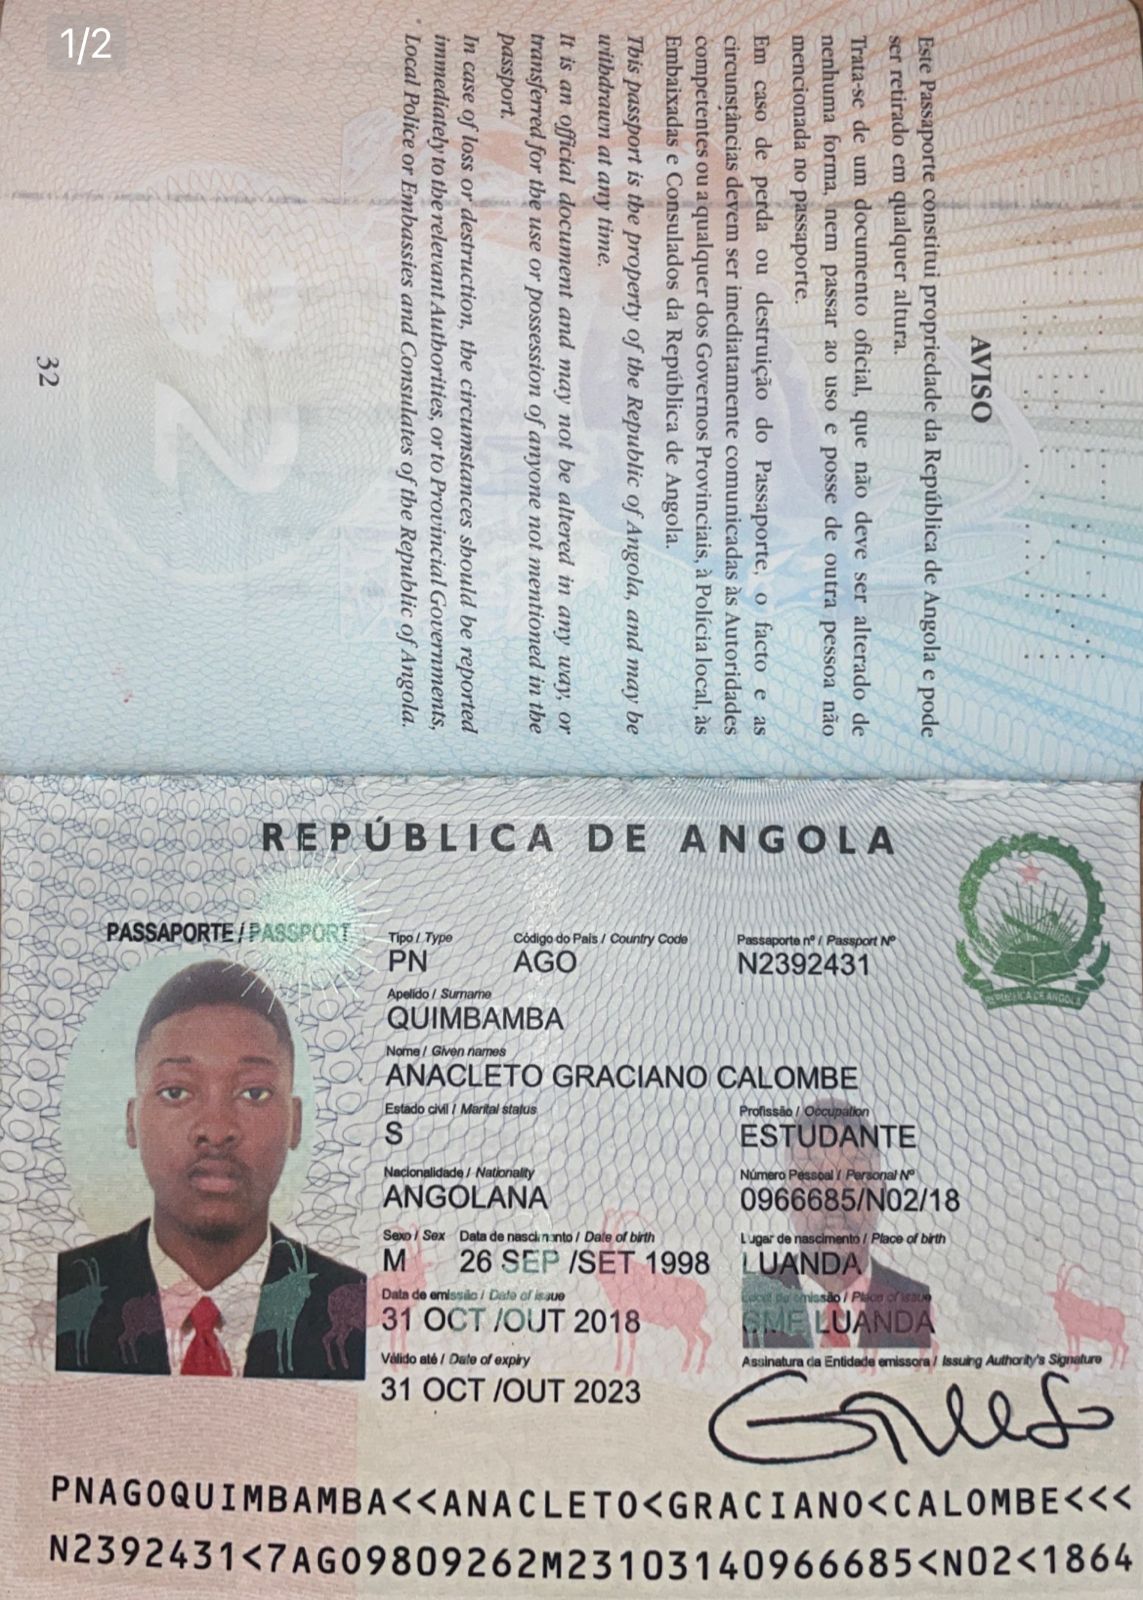 1/2
AVISO
Este Passaporte constitui propriedade da República de Angola e pode
ser retirado em qualquer altura.
Trata-se de um documento oficial, que não deve ser alterado de
nenhuma forma, nem passar ao uso e posse de outra pessoa não
mencionada no passaporte.
Em caso de perda ou destruição do Passaporte, o facto e as
circunstâncias devem ser imediatamente comunicadas às Autoridades
competentes ou a qualquer dos Governos Provinciais, à Polícia local, às
Embaixadas e Consulados da República de Angola.
This passport is the property of the Republic of Angola, and may be
withdrawn at any time.
It is an official document and may not be altered in any way, or
transferred for the use or possession of anyone not mentioned in the
passport.
In case of loss or destruction, the circumstances should be reported
immediately to the relevant Authorities, or to Provincial Governments,
Local Police or Embassies and Consulates of the Republic of Angola.
32
32
REPÚBLICA DE ANGOLA
PASSAPORTE / PASSPORT
Tipo / Type Código do País / Country Code Passaporte nº / Passport Nº
PN AGO N2392431
REPÚBLICA DE ANGOLA
Apelido / Surname
QUIMBAMBA
Nome / Given names
ANACLETO GRACIANO CALOMBE
Estado civil / Marital status Profissão / Occupation
S ESTUDANTE
Nacionalidade / Nationality Número Pessoal / Personal Nº
ANGOLANA 0966685/N02/18
Sexo / Sex Data de nascimento / Date of birth Lugar de nascimento / Place of birth
M 26 SEP /SET 1998 LUANDA
Data de emissão / Date of issue Local de emissão / Place of issue
31 OCT /OUT 2018 SME LUANDA
Válido até / Date of expiry Assinatura da Entidade emissora / Issuing Authority's Signature
31 OCT /OUT 2023
PNAGOQUIMBAMBA<<ANACLETO<GRACIANO<CALOMBE<<<
N2392431<7AGO9809262M23103140966685<N02<1864